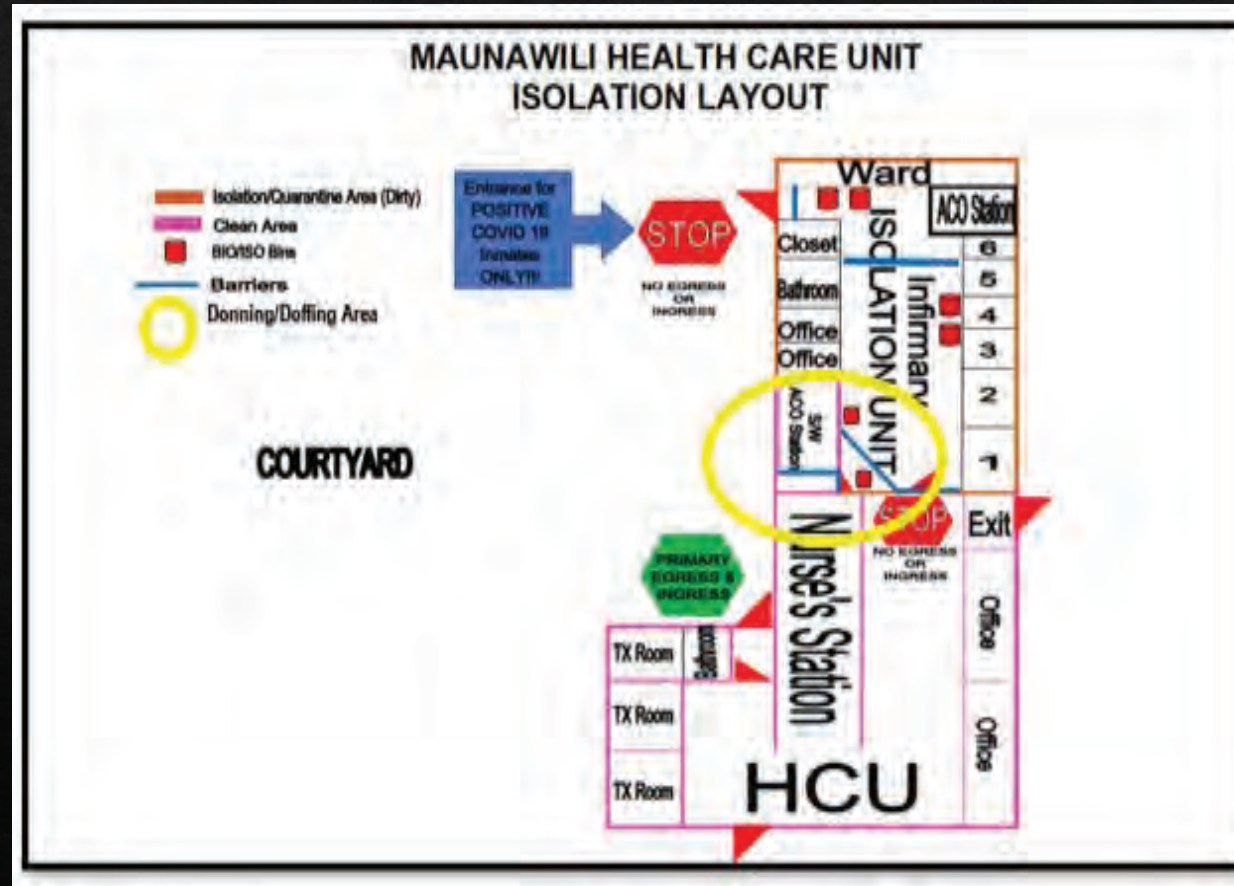 MAUNAWILI HEALTH CARE UNIT
ISOLATION LAYOUT
Isolation/Quarantine Area (Dirty)
Clean Area
BIO/ISO Bins
Barriers
Donning/Doffing Area
Entrance for
POSITIVE
COVID 19
Inmates
ONLY!!!
STOP
NO EGRESS
OR
INGRESS
Ward
ACO Station
Closet
Bathroom
Office
Office
S/W
ACO Station
ISOLATION UNIT
Infirmary
6
5
4
3
2
1
COURTYARD
STOP
NO EGRESS
OR
INGRESS
Exit
Nurse's Station
PRIMARY
EGRESS &
INGRESS
Office
Office
TX Room
Bathroom
TX Room
TX Room
HCU